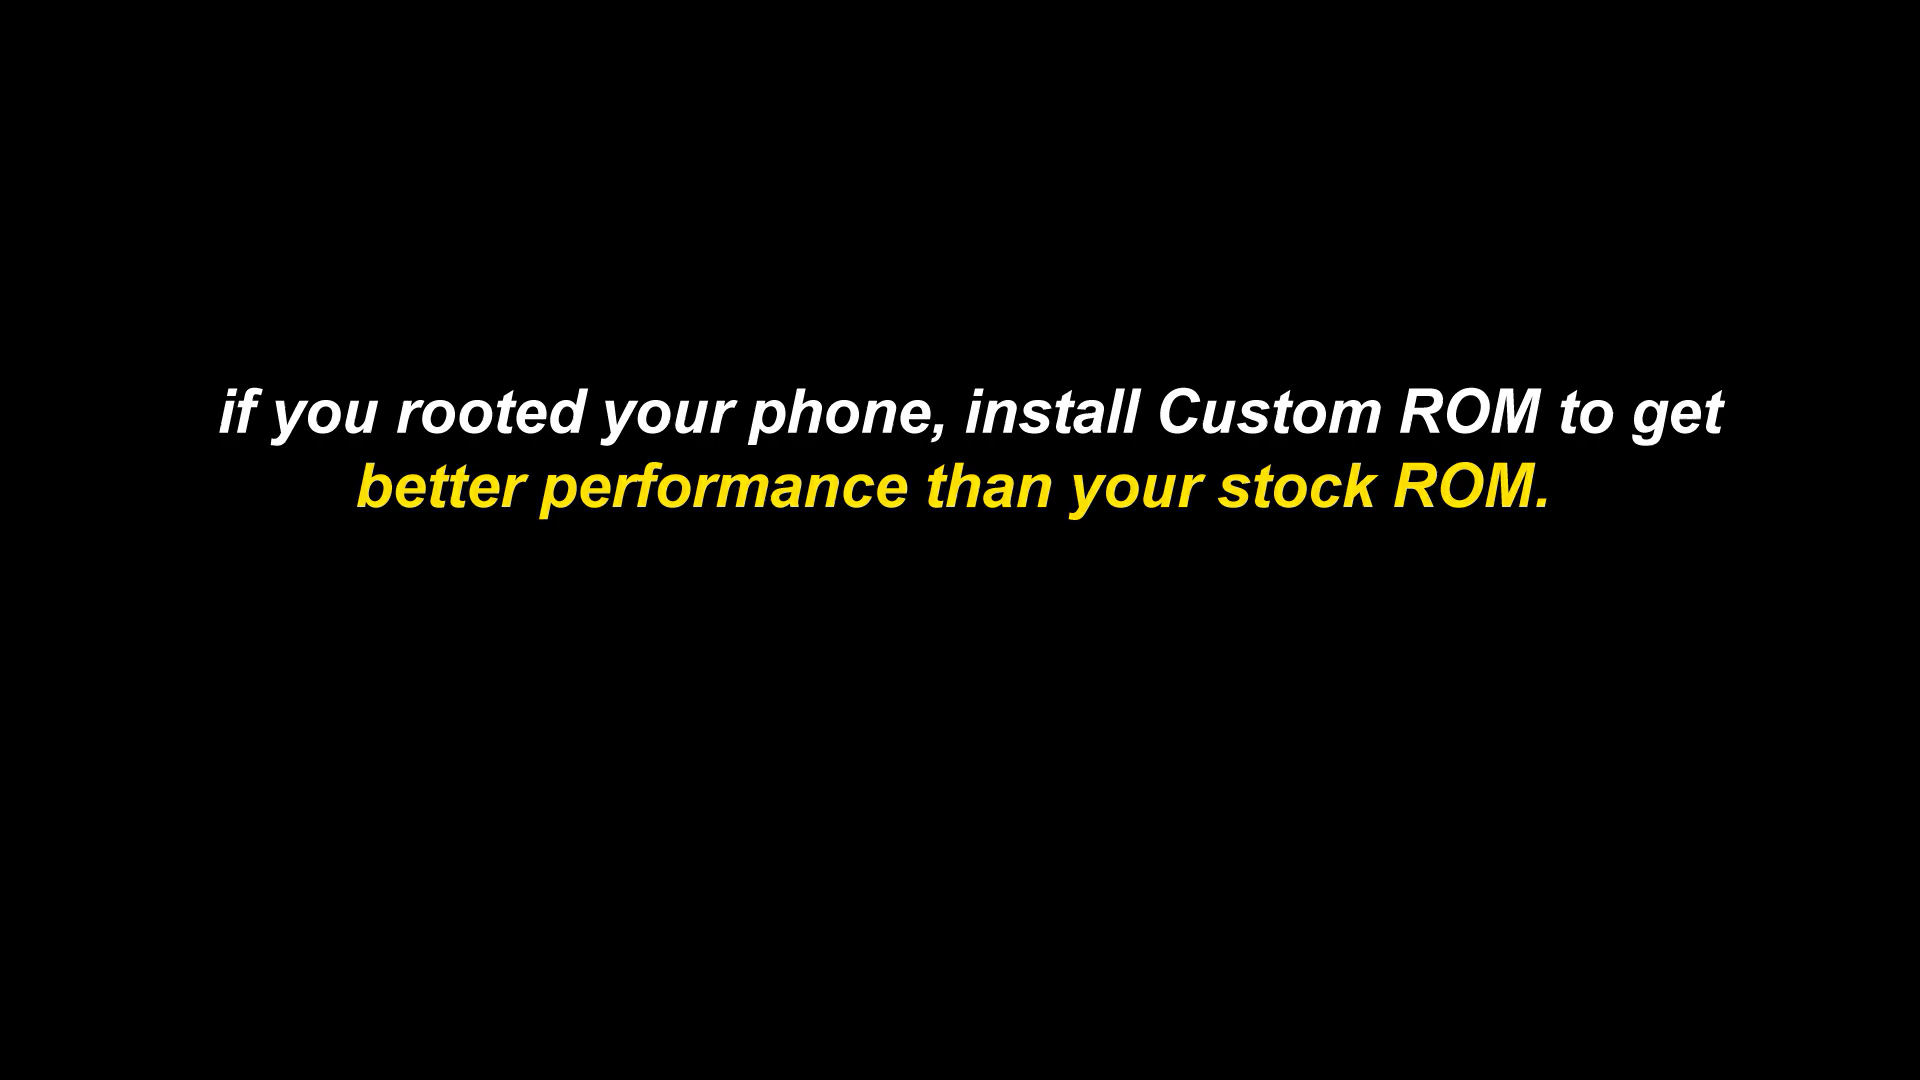 if you rooted your phone, install Custom ROM to get
better performance than your stock ROM.